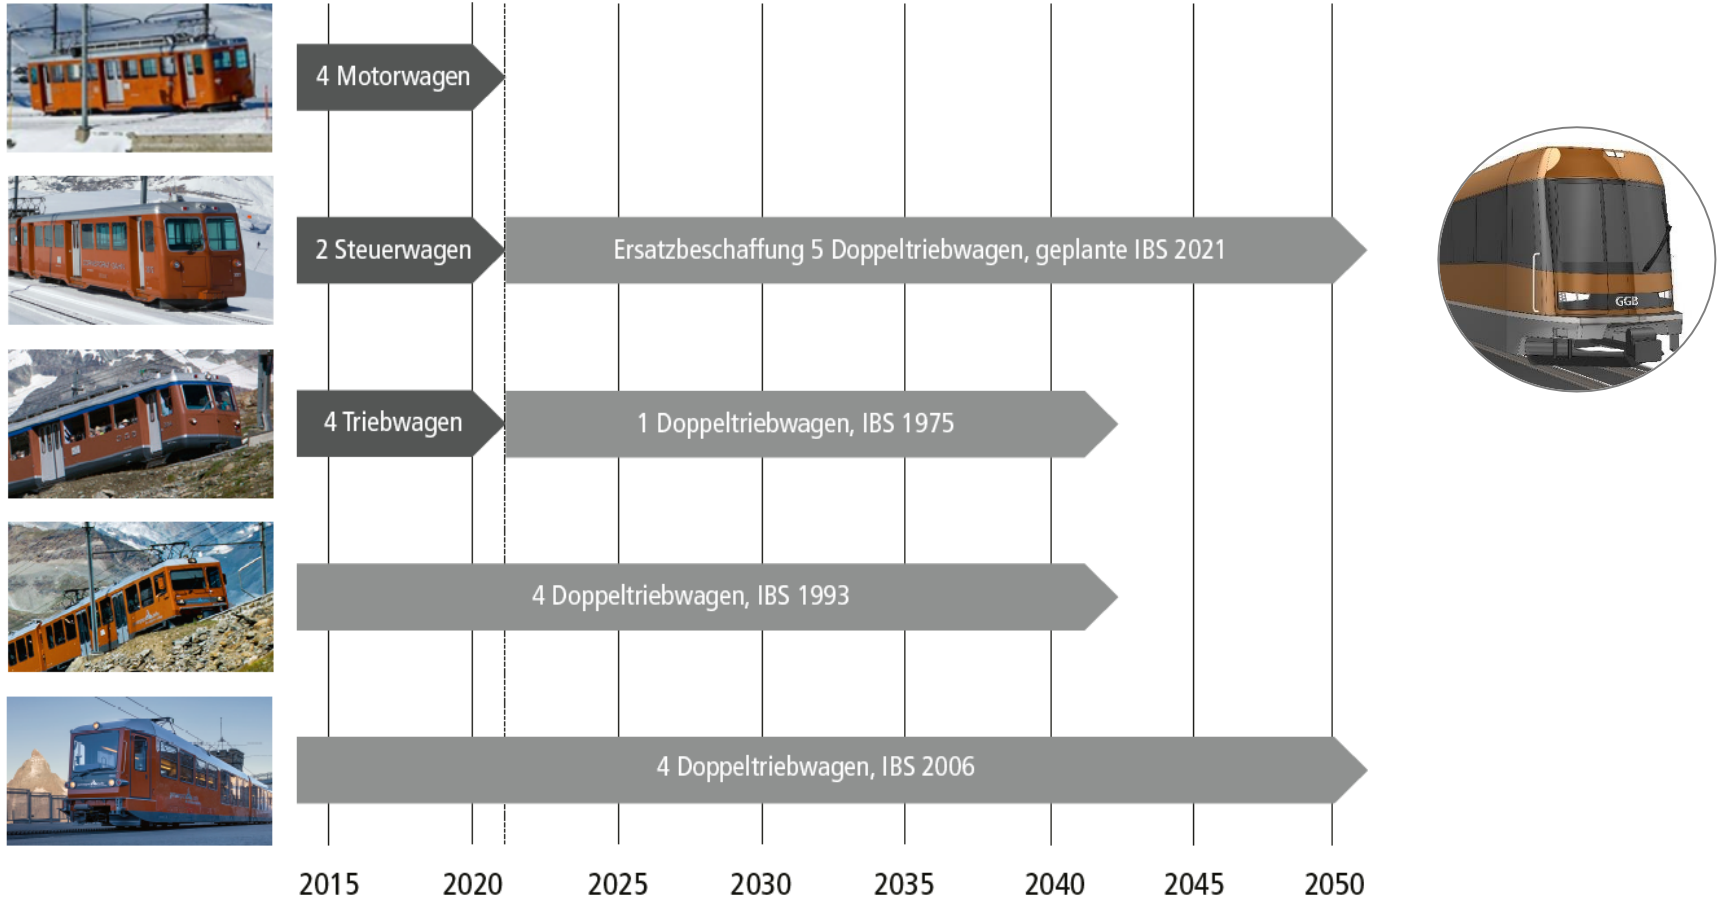 4 Motorwagen
2 Steuerwagen
Ersatzbeschaffung 5 Doppeltriebwagen, geplante IBS 2021
GGB
4 Triebwagen
1 Doppeltriebwagen, IBS 1975
4 Doppeltriebwagen, IBS 1993
4 Doppeltriebwagen, IBS 2006
2015 2020 2025 2030 2035 2040 2045 2050